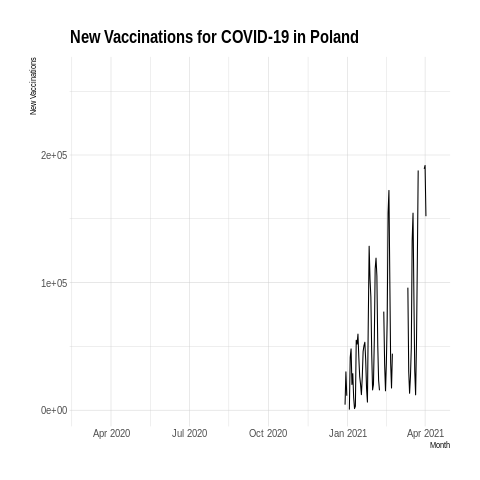 New Vaccinations for COVID-19 in Poland
New Vaccinations
2e+05
1e+05
0e+00
Apr 2020 Jul 2020 Oct 2020 Jan 2021 Apr 2021
Month